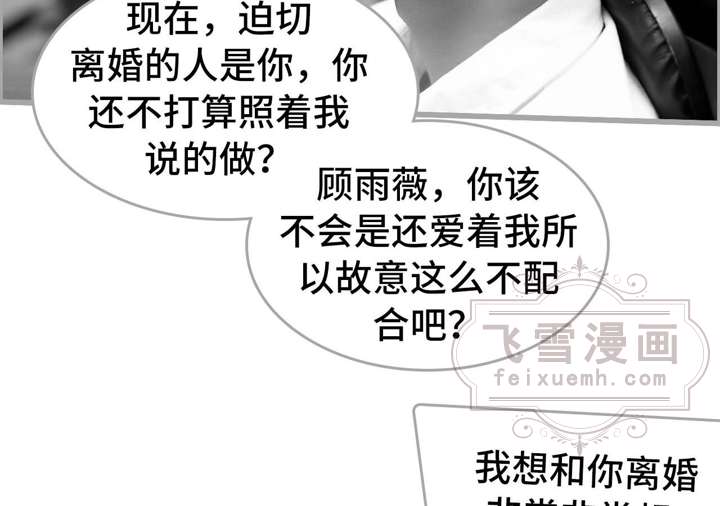 现在，迫切
离婚的人是你，你
还不打算照着我
说的做？
顾雨薇，你该
不会是还爱着我所
以故意这么不配
合吧？
飞雪漫画
feixuemh.com
我想和你离婚